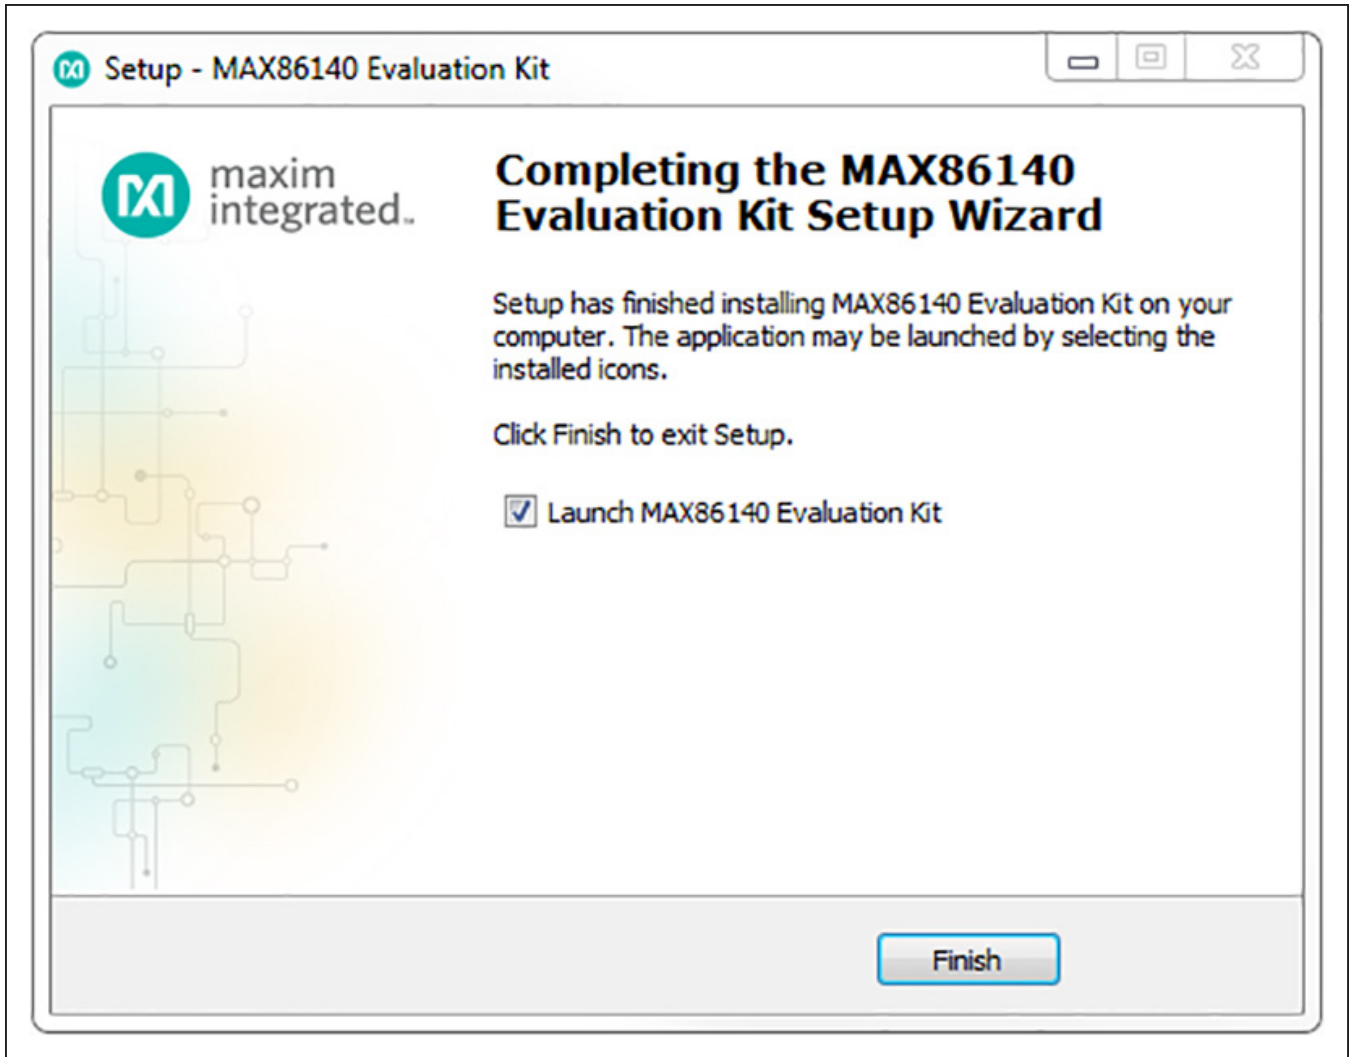 Setup - MAX86140 Evaluation Kit
maxim
integrated™
Completing the MAX86140
Evaluation Kit Setup Wizard
Setup has finished installing MAX86140 Evaluation Kit on your
computer. The application may be launched by selecting the
installed icons.
Click Finish to exit Setup.
Launch MAX86140 Evaluation Kit
Finish